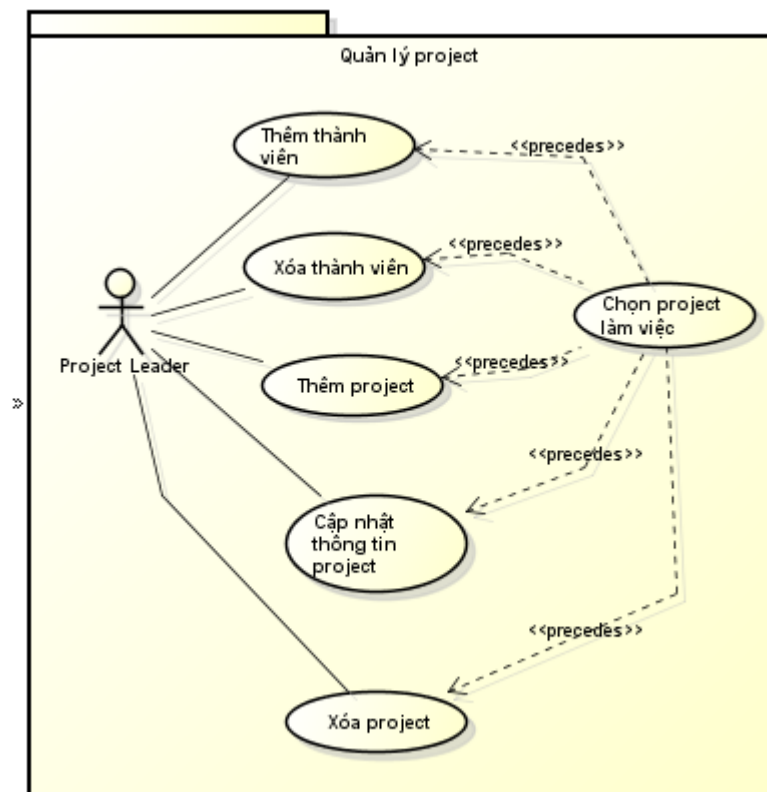 Quản lý project
Thêm thành
viên
<<precedes>>
Xóa thành viên
<<precedes>>
Chọn project
làm việc
Project Leader
Thêm project
<<precedes>>
»
<<precedes>>
Cập nhật
thông tin
project
<<precedes>>
Xóa project